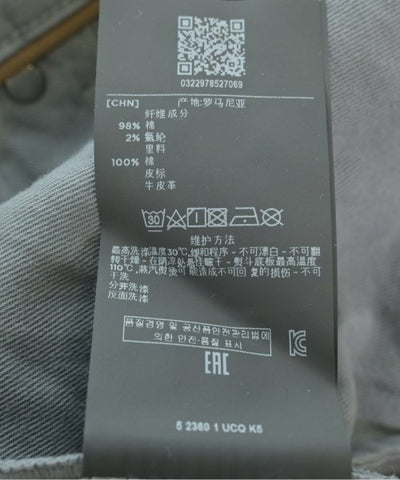 0322978527069
[CHN] 产地:罗马尼亚
纤维成分
98% 棉
2% 氨纶
里料
100% 棉
皮标
牛皮革
30
维护方法
最高洗涤温度30℃,缓和程序 - 不可漂白 - 不可翻
转干燥 - 在阴凉处悬挂晾干 - 熨斗底板最高温度
110℃,蒸汽熨烫可能造成不可回复的损伤 - 不可
干洗
分开洗涤
反面洗涤
품질경영 및 공산품안전관리법에
의한 안전·품질 표시
EAC
5 2360 1 UCQ K5